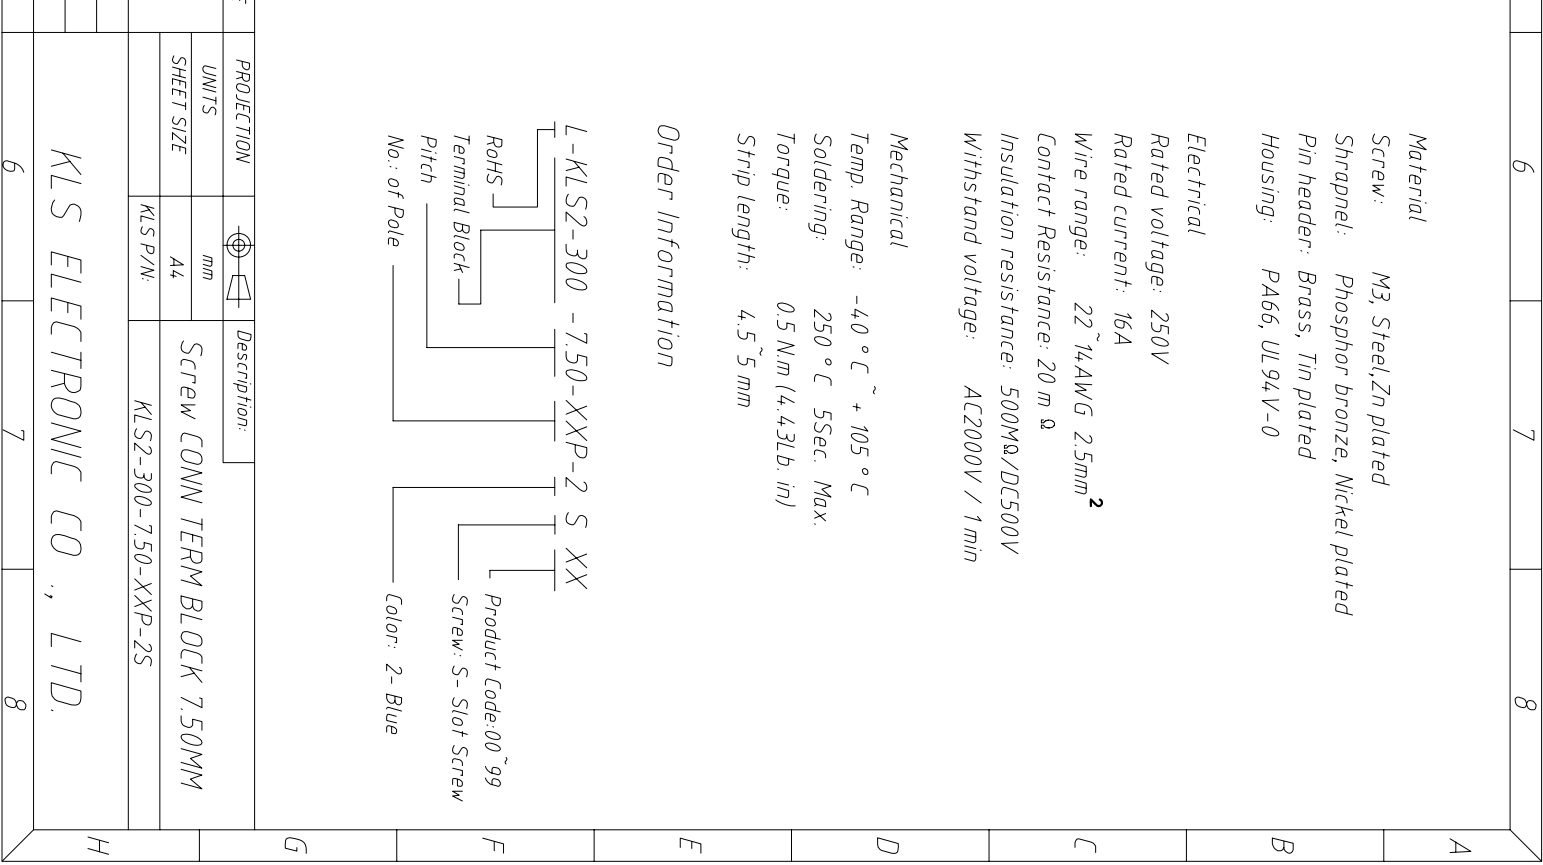 6 7 8
A
B
C
D
E
F
G
H
Material
Screw: M3, Steel,Zn plated
Shrapnel: Phosphor bronze, Nickel plated
Pin header: Brass, Tin plated
Housing: PA66, UL94V-0
Electrical
Rated voltage: 250V
Rated current: 16A
Wire range: 22~14AWG 2.5mm²
Contact Resistance: 20 m Ω
Insulation resistance: 500MΩ/DC500V
Withstand voltage: AC2000V / 1 min
Mechanical
Temp. Range: -40 °C ~ + 105 °C
Soldering: 250 °C 5Sec. Max.
Torque: 0.5 N.m (4.43Lb. in)
Strip length: 4.5~5 mm
Order Information
L-KLS2-300 -7.50-XXP-2 S XX
RoHS
Product Code:00~99
Terminal Block
Screw: S- Slot Screw
Pitch
No.: of Pole
Color: 2- Blue
PROJECTION
Description:
UNITS mm
SHEET SIZE A4
Screw CONN TERM BLOCK 7.50MM
KLS P/N: KLS2-300-7.50-XXP-2S
KLS ELECTRONIC CO ., LTD.
6 7 8